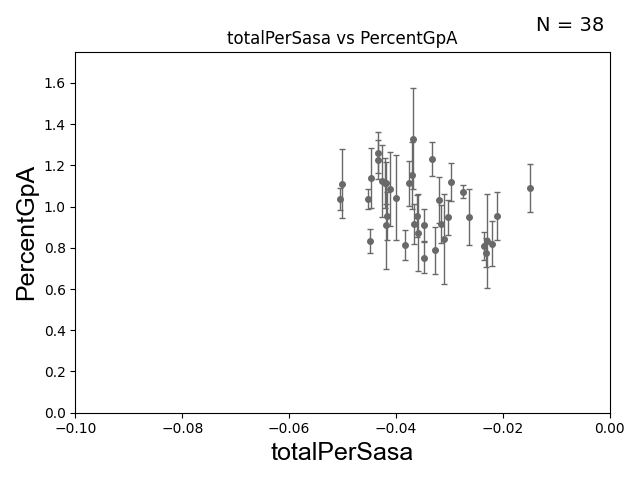 N = 38
totalPerSasa vs PercentGpA
PercentGpA
1.6
1.4
1.2
1.0
0.8
0.6
0.4
0.2
0.0
−0.10 −0.08 −0.06 −0.04 −0.02 0.00
totalPerSasa